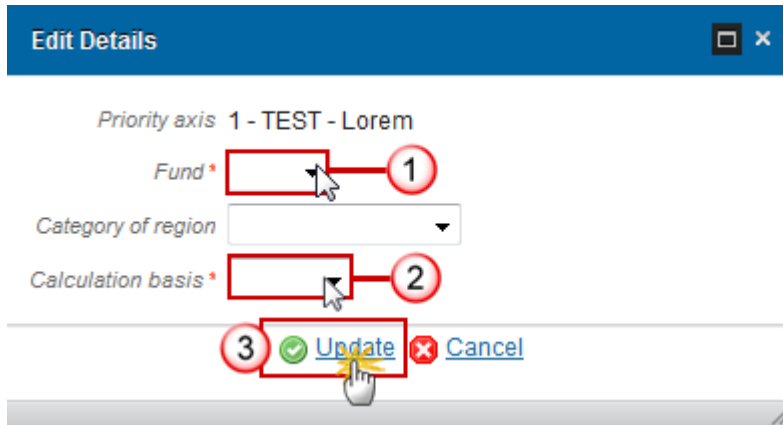 Edit Details
Priority axis 1 - TEST - Lorem
Fund * 1
Category of region
Calculation basis * 2
3 Update Cancel